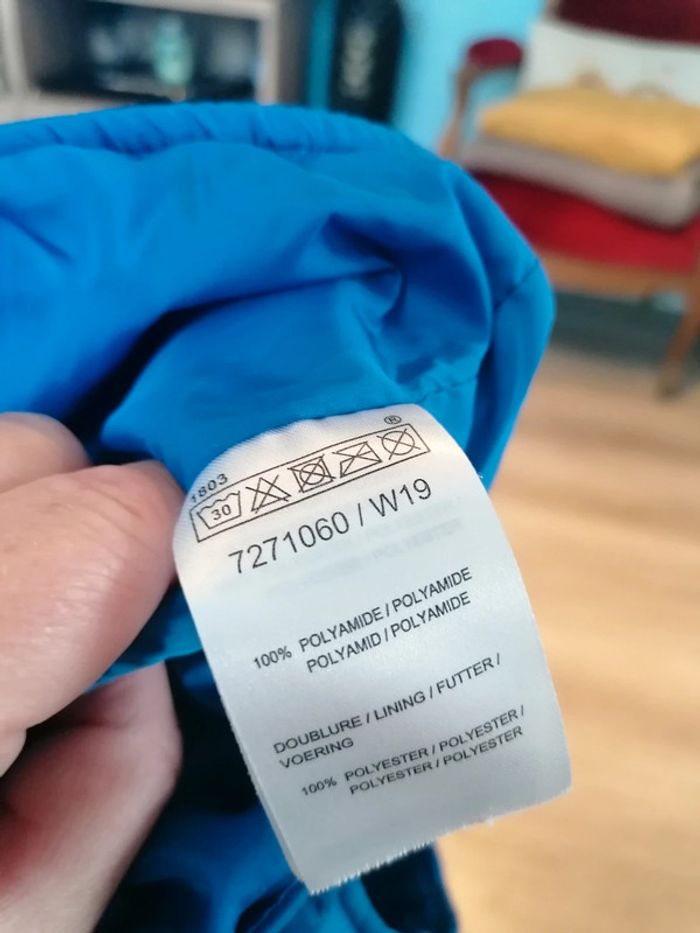 ®
1803
30
7271060 / W19
100% POLYAMIDE / POLYAMIDE
POLYAMID / POLYAMIDE
DOUBLURE / LINING / FUTTER /
VOERING
100% POLYESTER / POLYESTER /
POLYESTER / POLYESTER